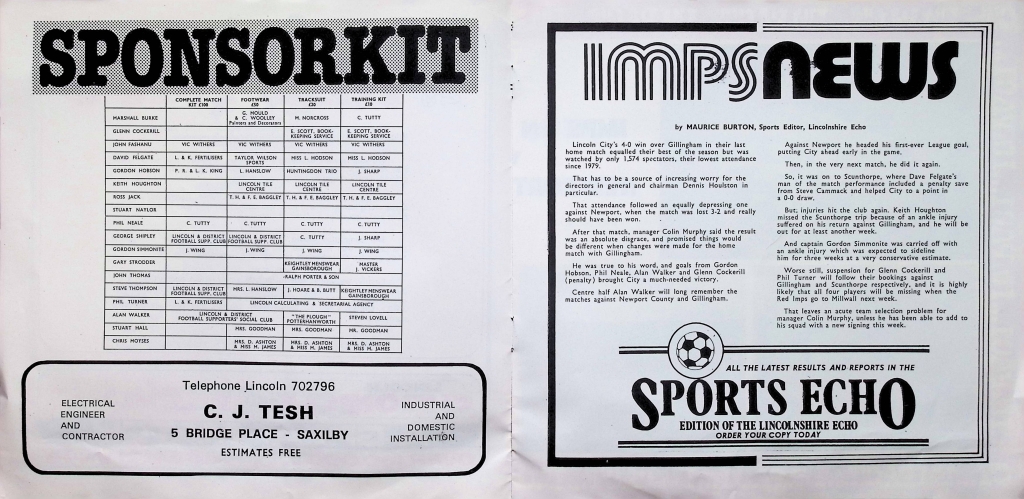 SPONSORKIT
COMPLETE MATCH KIT £100 FOOTWEAR £50 TRACKSUIT £20 TRAINING KIT £10
MARSHALL BURKE G. MOULD & C. WOOLLEY Painters and Decorators M. NORCROSS C. TUTTY
GLENN COCKERILL E. SCOTT, BOOK-KEEPING SERVICE E. SCOTT, BOOK-KEEPING SERVICE
JOHN FASHANU VIC WITHERS VIC WITHERS VIC WITHERS VIC WITHERS
DAVID FELGATE L. & K. FERTILISERS TAYLOR WILSON SPORTS MISS L. HODSON MISS L. HODSON
GORDON HOBSON P. R. & L. KING L. HANSLOW HUNTINGDON TRIO J. SHARP
KEITH HOUGHTON LINCOLN TILE CENTRE LINCOLN TILE CENTRE LINCOLN TILE CENTRE
ROSS JACK T. H. & F. E. BAGGLEY T. H. & F. E. BAGGLEY T. H. & F. E. BAGGLEY
STUART NAYLOR
PHIL NEALE C. TUTTY C. TUTTY C. TUTTY C. TUTTY
GEORGE SHIPLEY LINCOLN & DISTRICT FOOTBALL SUPP. CLUB LINCOLN & DISTRICT FOOTBALL SUPP. CLUB C. TUTTY J. SHARP
GORDON SIMMONITE J. WING J. WING J. WING J. WING
GARY STRODDER KEIGHTLEY MENSWEAR GAINSBOROUGH MASTER J. VICKERS
JOHN THOMAS -RALPH PORTER & SON
STEVE THOMPSON LINCOLN & DISTRICT FOOTBALL SUPP. CLUB MRS. L. HANSLOW J. HOARE & B. BUTT KEIGHTLEY MENSWEAR GAINSBOROUGH
PHIL TURNER L. & K. FERTILISERS LINCOLN CALCULATING & SECRETARIAL AGENCY
ALAN WALKER LINCOLN & DISTRICT FOOTBALL SUPPORTERS' SOCIAL CLUB "THE PLOUGH" POTTERHANWORTH STEVEN LOVELL
STUART HALL MRS. GOODMAN MRS. GOODMAN MR. GOODMAN
CHRIS MOYSES MRS. D. ASHTON & MISS H. JAMES MRS. D. ASHTON & MISS H. JAMES MRS. D. ASHTON & MISS H. JAMES
Telephone Lincoln 702796
ELECTRICAL ENGINEER AND CONTRACTOR
C. J. TESH
5 BRIDGE PLACE - SAXILBY
ESTIMATES FREE
INDUSTRIAL AND DOMESTIC INSTALLATION
IMPS NEWS
by MAURICE BURTON, Sports Editor, Lincolnshire Echo
Lincoln City's 4-0 win over Gillingham in their last
home match equalled their best of the season but was
watched by only 1,574 spectators, their lowest attendance
since 1979.
That has to be a source of increasing worry for the
directors in general and chairman Dennis Houlston in
particular.
That attendance followed an equally depressing one
against Newport, when the match was lost 3-2 and really
should have been won.
After that match, manager Colin Murphy said the result
was an absolute disgrace, and promised things would
be different when changes were made for the home
match with Gillingham.
He was true to his word, and goals from Gordon
Hobson, Phil Neale, Alan Walker and Glenn Cockerill
(penalty) brought City a much-needed victory.
Centre half Alan Walker will long remember the
matches against Newport County and Gillingham.
Against Newport he headed his first-ever League goal,
putting City ahead early in the game.
Then, in the very next match, he did it again.
So, it was on to Scunthorpe, where Dave Felgate's
man of the match performance included a penalty save
from Steve Cammack and helped City to a point in
a 0-0 draw.
But, injuries hit the club again. Keith Houghton
missed the Scunthorpe trip because of an ankle injury
suffered on his return against Gillingham, and he will be
out for at least another week.
And captain Gordon Simmonite was carried off with
an ankle injury which was expected to sideline
him for three weeks at a very conservative estimate.
Worse still, suspension for Glenn Cockerill and
Phil Turner will follow their bookings against
Gillingham and Scunthorpe respectively, and it is highly
likely that all four players will be missing when the
Red Imps go to Millwall next week.
That leaves an acute team selection problem for
manager Colin Murphy, unless he has been able to add to
his squad with a new signing this week.
ALL THE LATEST RESULTS AND REPORTS IN THE
SPORTS ECHO
EDITION OF THE LINCOLNSHIRE ECHO
ORDER YOUR COPY TODAY